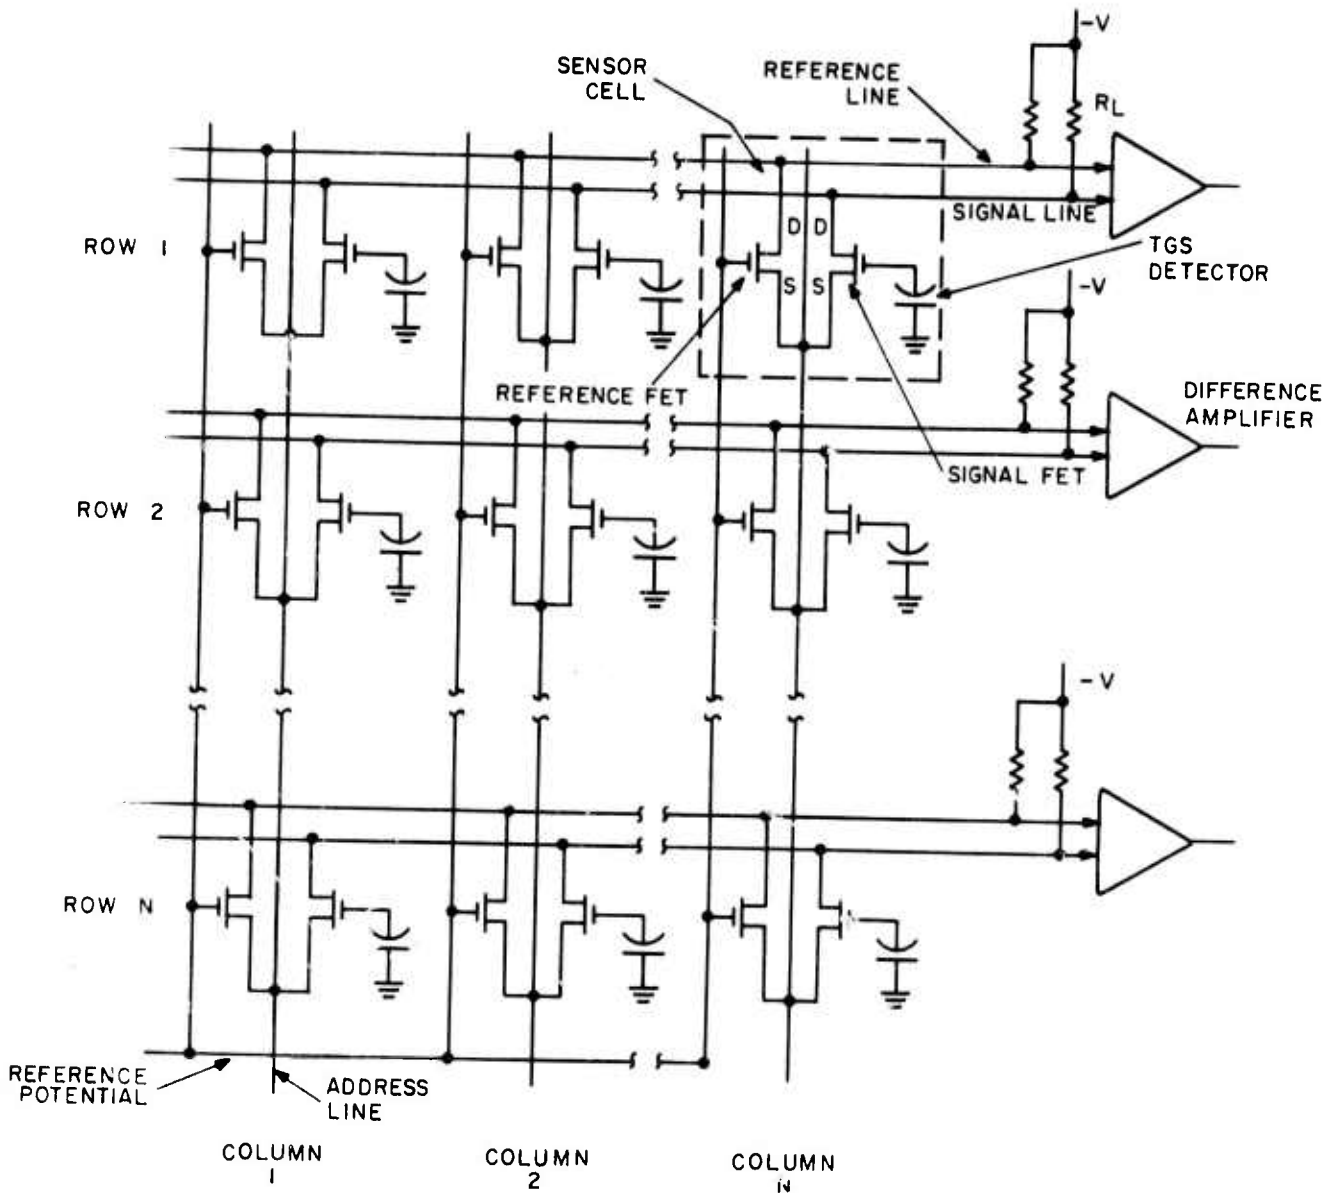 -V
SENSOR
CELL
REFERENCE
LINE
RL
SIGNAL LINE
ROW 1
D D
S S
TGS
DETECTOR
-V
REFERENCE FET
DIFFERENCE
AMPLIFIER
SIGNAL FET
ROW 2
-V
ROW N
REFERENCE
POTENTIAL
ADDRESS
LINE
COLUMN
1
COLUMN
2
COLUMN
N